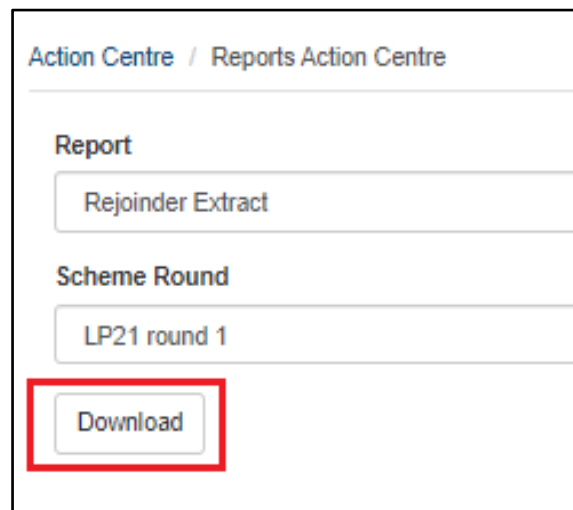 Action Centre / Reports Action Centre
Report
Rejoinder Extract
Scheme Round
LP21 round 1
Download